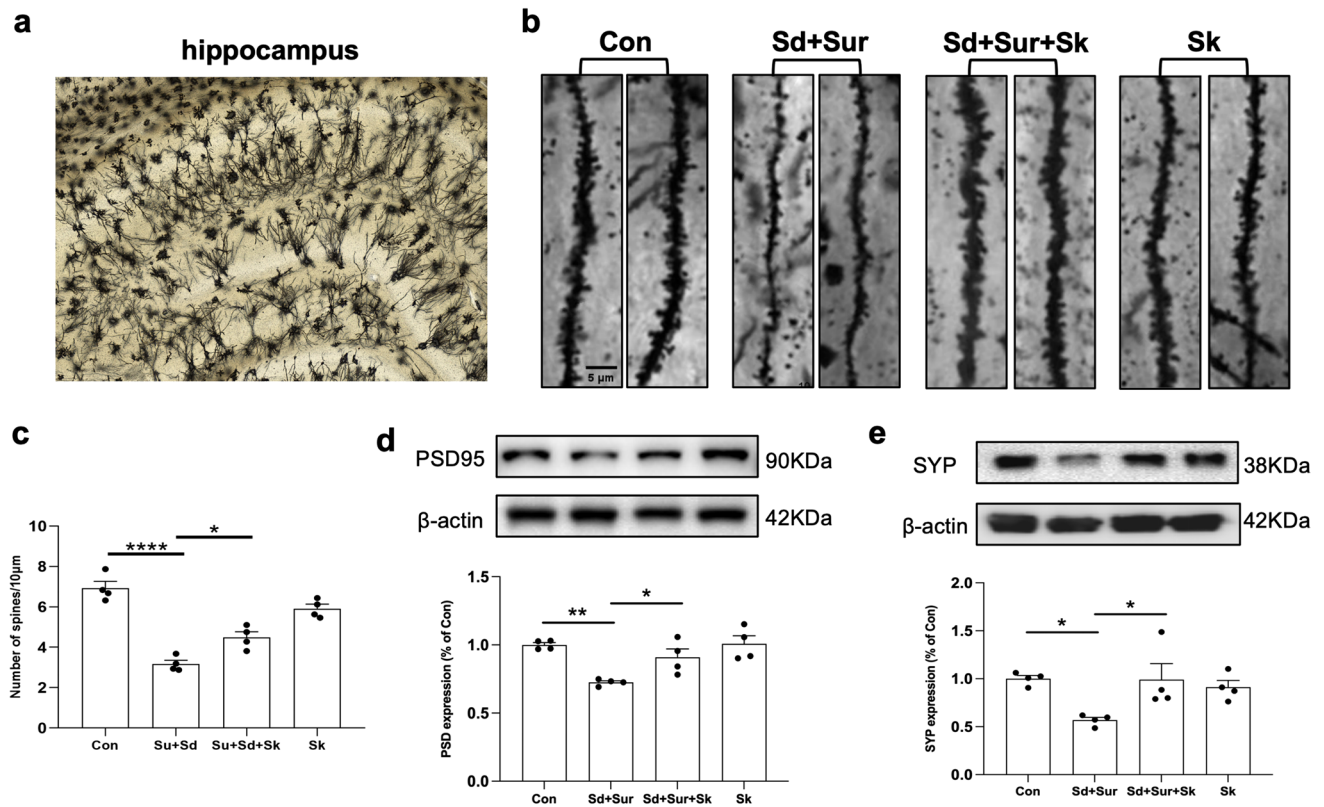 a
hippocampus
b
Con
Sd+Sur
Sd+Sur+Sk
Sk
5 μm
c
Number of spines/10μm
10
8
6
4
2
0
****
*
Con
Su+Sd
Su+Sd+Sk
Sk
d
PSD95
90KDa
β-actin
42KDa
PSD expression (% of Con)
1.5
1.0
0.5
0.0
**
*
Con
Sd+Sur
Sd+Sur+Sk
Sk
e
SYP
38KDa
β-actin
42KDa
SYP expression (% of Con)
2.0
1.5
1.0
0.5
0.0
*
*
Con
Sd+Sur
Sd+Sur+Sk
Sk